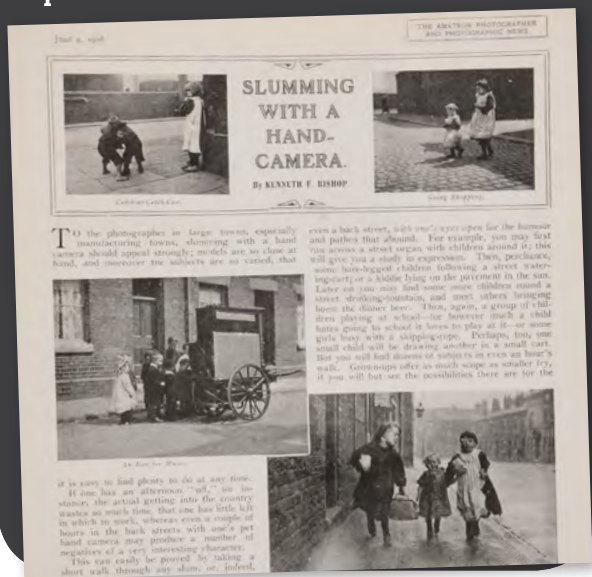 THE AMATEUR PHOTOGRAPHER
AND PHOTOGRAPHIC NEWS.
SLUMMING
WITH A
HAND-
CAMERA.
By KENNETH F. BISHOP
Going Shopping.
TO the photographer in large towns, especially
manufacturing towns, slumming with a hand
camera should appeal strongly; models are so close at
hand, and moreover the subjects are so varied, that
An Ear for Music.
it is easy to find plenty to do at any time.
If one has an afternoon "off," for in-
stance, the actual getting into the country
wastes so much time, that one has little left
in which to work, whereas even a couple of
hours in the back streets with one's pet
hand camera may produce a number of
negatives of a very interesting character.
This can easily be proved by taking a
short walk through any slum, or, indeed,
even a back street, with one's eyes open for the humour
and pathos that abound. For example, you may first
run across a street organ with children around it; this
will give you a study in expression. Then, perchance,
some bare-legged children following a street water-
ing-cart; or a kiddie lying on the pavement in the sun.
Later on you may find some more children round a
street drinking-fountain, and meet others bringing
home the dinner beer. Then, again, a group of chil-
dren playing at school—for however much a child
hates going to school it loves to play at it—or some
girls busy with a skipping-rope. Perhaps, too, one
small child will be drawing another in a small cart.
But you will find dozens of subjects in even an hour's
walk. Grown-ups offer as much scope as smaller fry,
if you will but see the possibilities there are for the